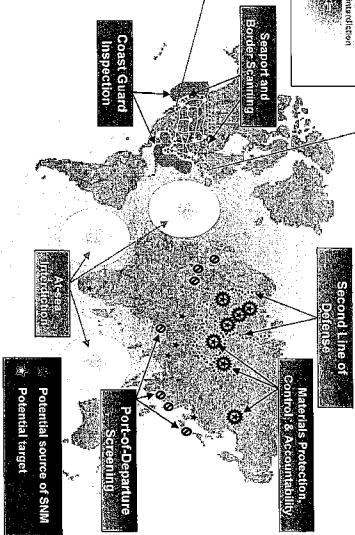 interdiction
Seaport and
Border Scanning
Coast Guard
Inspection
Second Line of
Defense
Materials Protection,
Control, & Accountability
At-sea
Interdiction
Port-of-Departure
Screening
Potential source of SNM
Potential target